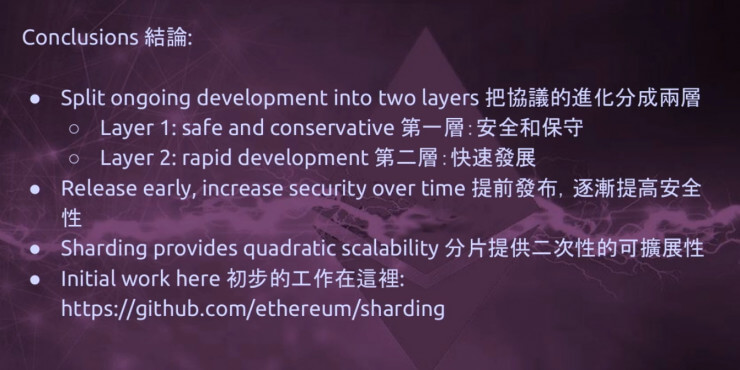 Conclusions 結論:
● Split ongoing development into two layers 把協議的進化分成兩層
○ Layer 1: safe and conservative 第一層：安全和保守
○ Layer 2: rapid development 第二層：快速發展
● Release early, increase security over time 提前發布，逐漸提高安全
性
● Sharding provides quadratic scalability 分片提供二次性的可擴展性
● Initial work here 初步的工作在這裡:
https://github.com/ethereum/sharding